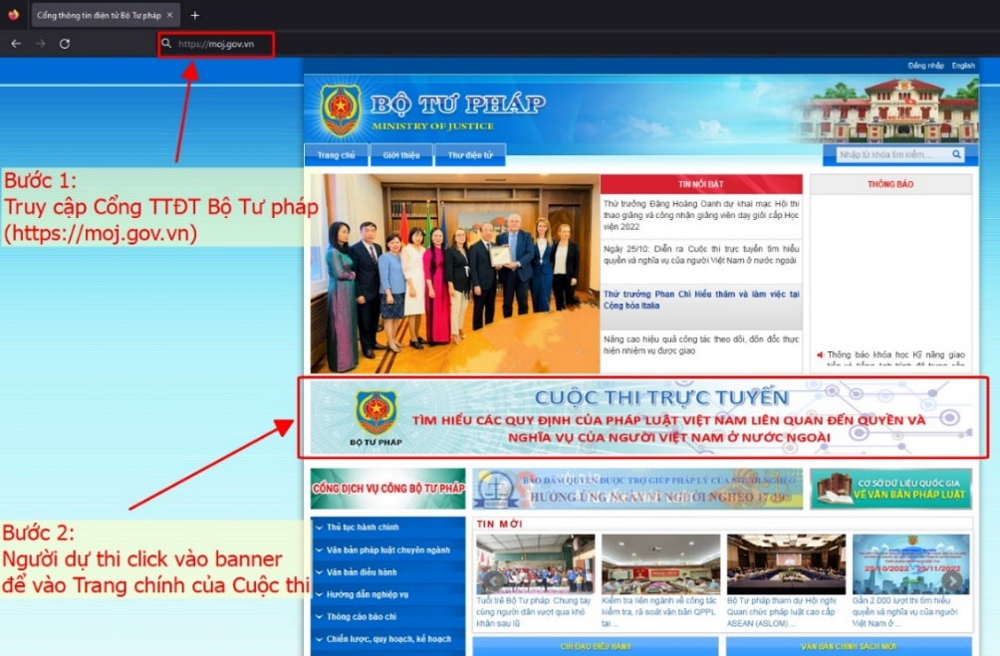 Cổng thông tin điện tử Bộ Tư pháp
https://moj.gov.vn
Đăng nhập English
BỘ TƯ PHÁP
MINISTRY OF JUSTICE
Trang chủ Giới thiệu Thư điện tử
Nhập từ khóa tìm kiếm....
Bước 1:
Truy cập Cổng TTĐT Bộ Tư pháp
(https://moj.gov.vn)
TIN NỔI BẬT
Thứ trưởng Đặng Hoàng Oanh dự khai mạc Hội thi
thao giảng và công nhận giảng viên dạy giỏi cấp Học
viện 2022
Ngày 25/10: Diễn ra Cuộc thi trực tuyến tìm hiểu
quyền và nghĩa vụ của người Việt Nam ở nước ngoài
Thứ trưởng Phan Chí Hiếu thăm và làm việc tại
Cộng hòa Italia
Nâng cao hiệu quả công tác theo dõi, đôn đốc thực
hiện nhiệm vụ được giao
THÔNG BÁO
Thông báo khóa học Kỹ năng giao
CUỘC THI TRỰC TUYẾN
TÌM HIỂU CÁC QUY ĐỊNH CỦA PHÁP LUẬT VIỆT NAM LIÊN QUAN ĐẾN QUYỀN VÀ
NGHĨA VỤ CỦA NGƯỜI VIỆT NAM Ở NƯỚC NGOÀI
BỘ TƯ PHÁP
CỔNG DỊCH VỤ CÔNG BỘ TƯ PHÁP
BẢO ĐẢM QUYỀN ĐƯỢC TRỢ GIÚP PHÁP LÝ CỦA NGƯỜI NGHÈO
HƯỞNG ỨNG NGÀY VÌ NGƯỜI NGHÈO 17/10
CƠ SỞ DỮ LIỆU QUỐC GIA
VỀ VĂN BẢN PHÁP LUẬT
Bước 2:
Người dự thi click vào banner
để vào Trang chính của Cuộc thi
Thủ tục hành chính
Văn bản pháp luật chuyên ngành
Văn bản điều hành
Hướng dẫn nghiệp vụ
Thông cáo báo chí
Chiến lược, quy hoạch, kế hoạch
TIN MỚI
25/10/2022 - 25/11/2022
Tuổi trẻ Bộ Tư pháp: Chung tay
cùng người dân vượt qua khó
khăn sau lũ
Kiểm tra liên ngành về công tác
kiểm tra, rà soát văn bản QPPL
tại ...
Bộ Tư pháp tham dự Hội nghị
Quan chức pháp luật cao cấp
ASEAN (ASLOM) ...
Gần 2.000 lượt thi tìm hiểu
quyền và nghĩa vụ của người
Việt Nam ở ...
CHỈ ĐẠO ĐIỀU HÀNH
VĂN BẢN CHÍNH SÁCH MỚI